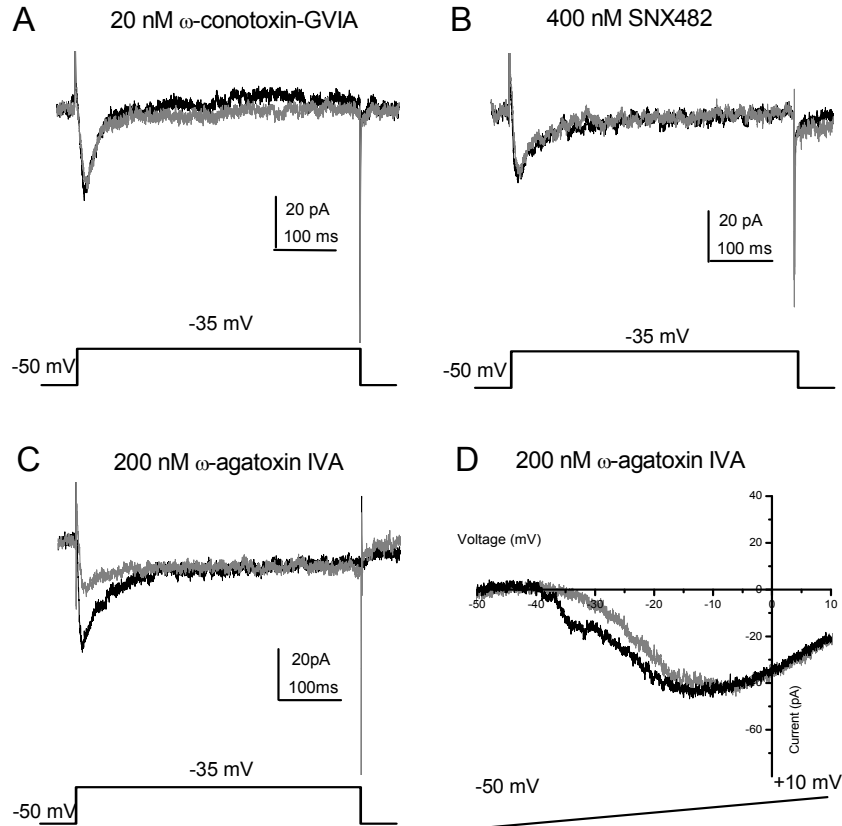 A
20 nM ω-conotoxin-GVIA
20 pA
100 ms
-35 mV
-50 mV
B
400 nM SNX482
20 pA
100 ms
-35 mV
-50 mV
C
200 nM ω-agatoxin IVA
20pA
100ms
-35 mV
-50 mV
D
200 nM ω-agatoxin IVA
Voltage (mV)
40
20
0
-50 -40 -30 -20 -10 0 10
-20
-40
-60
Current (pA)
-50 mV
+10 mV